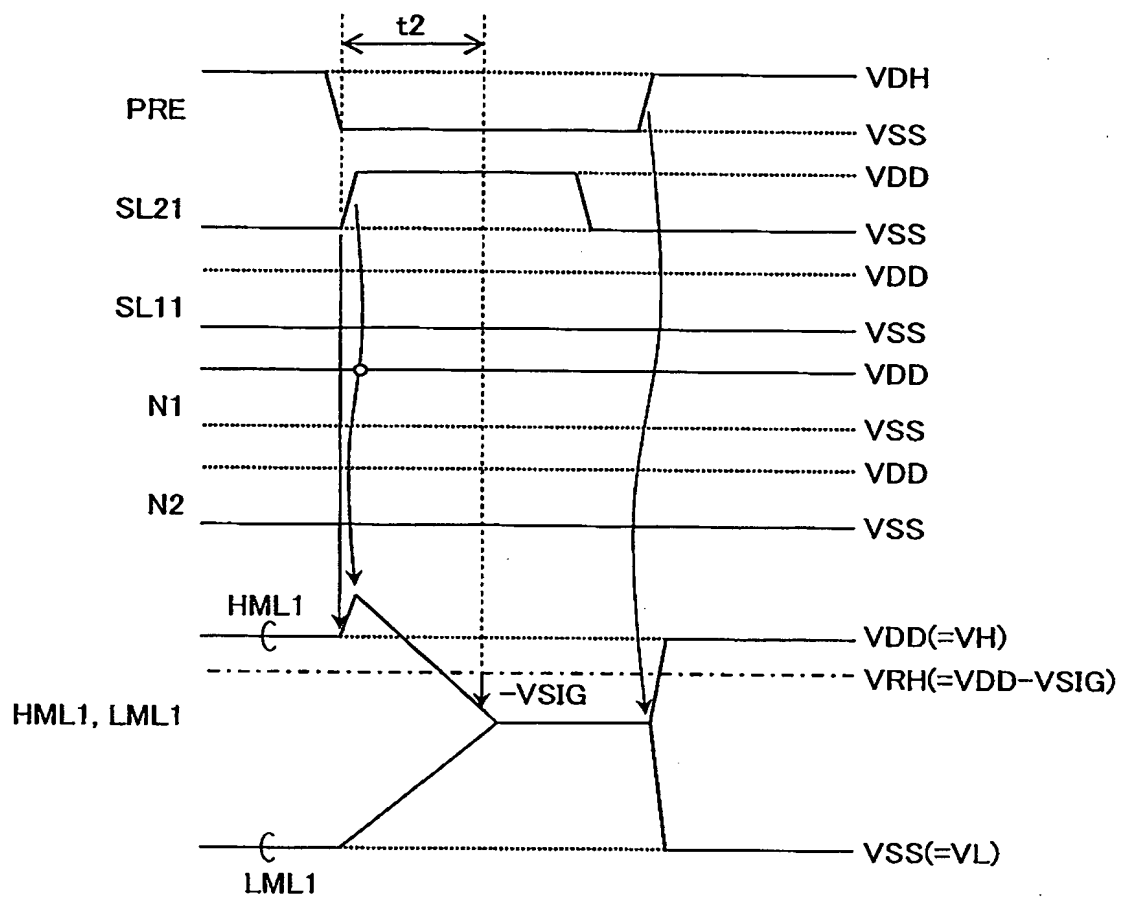 t2
PRE
VDH
VSS
SL21
VDD
VSS
SL11
VDD
VSS
N1
VDD
VSS
N2
VDD
VSS
HML1
VDD(=VH)
VRH(=VDD-VSIG)
-VSIG
HML1, LML1
VSS(=VL)
LML1